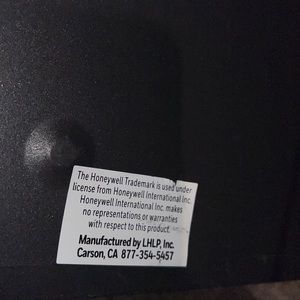 The Honeywell Trademark is used under
license from Honeywell International Inc.
Honeywell International Inc. makes
no representations or warranties
with respect to this product.
Manufactured by LHLP, Inc.
Carson, CA 877-354-5457